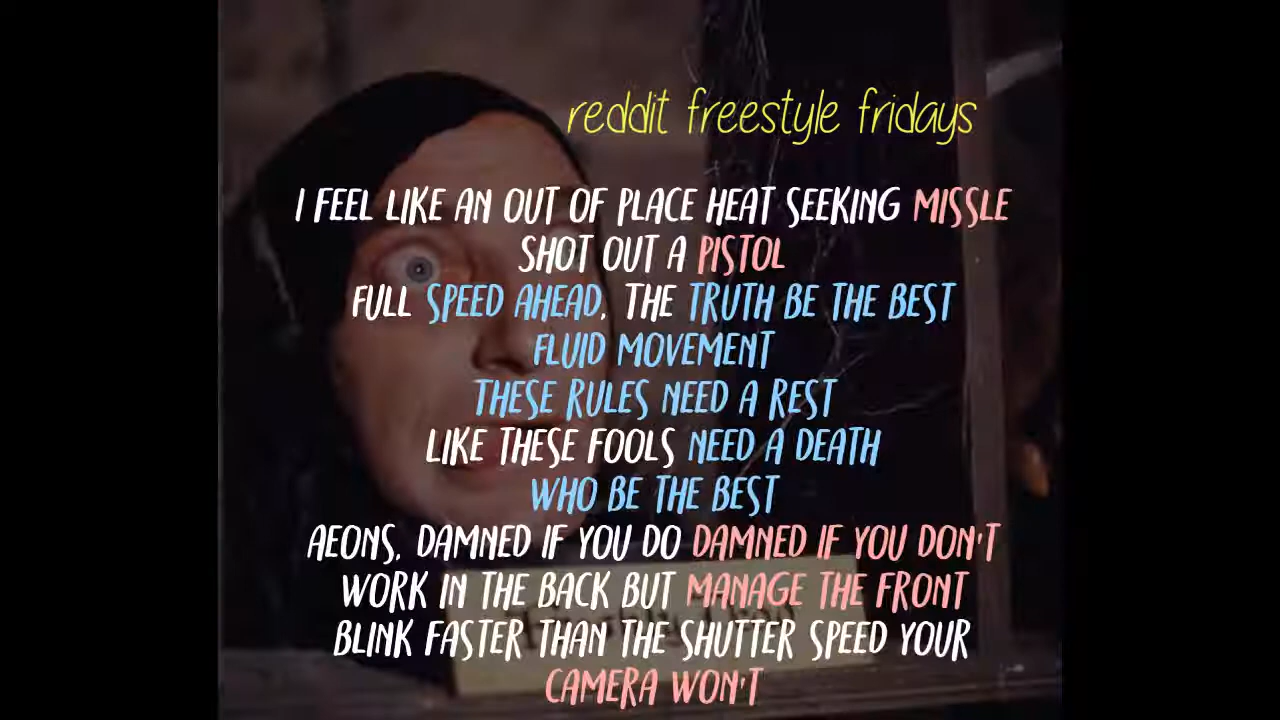 reddit freestyle fridays
I FEEL LIKE AN OUT OF PLACE HEAT SEEKING MISSLE
SHOT OUT A PISTOL
FULL SPEED AHEAD, THE TRUTH BE THE BEST
FLUID MOVEMENT
THESE RULES NEED A REST
LIKE THESE FOOLS NEED A DEATH
WHO BE THE BEST
AEONS, DAMNED IF YOU DO DAMNED IF YOU DON'T
WORK IN THE BACK BUT MANAGE THE FRONT
BLINK FASTER THAN THE SHUTTER SPEED YOUR
CAMERA WON'T